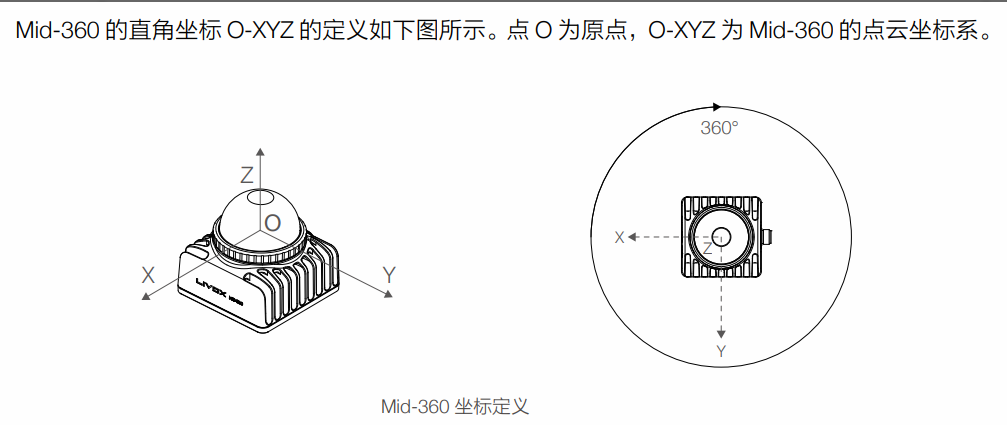 Mid-360 的直角坐标 O-XYZ 的定义如下图所示。点 O 为原点，O-XYZ 为 Mid-360 的点云坐标系。
360°
Z
O
X
Y
LIVOX
X
Z
Y
Mid-360 坐标定义